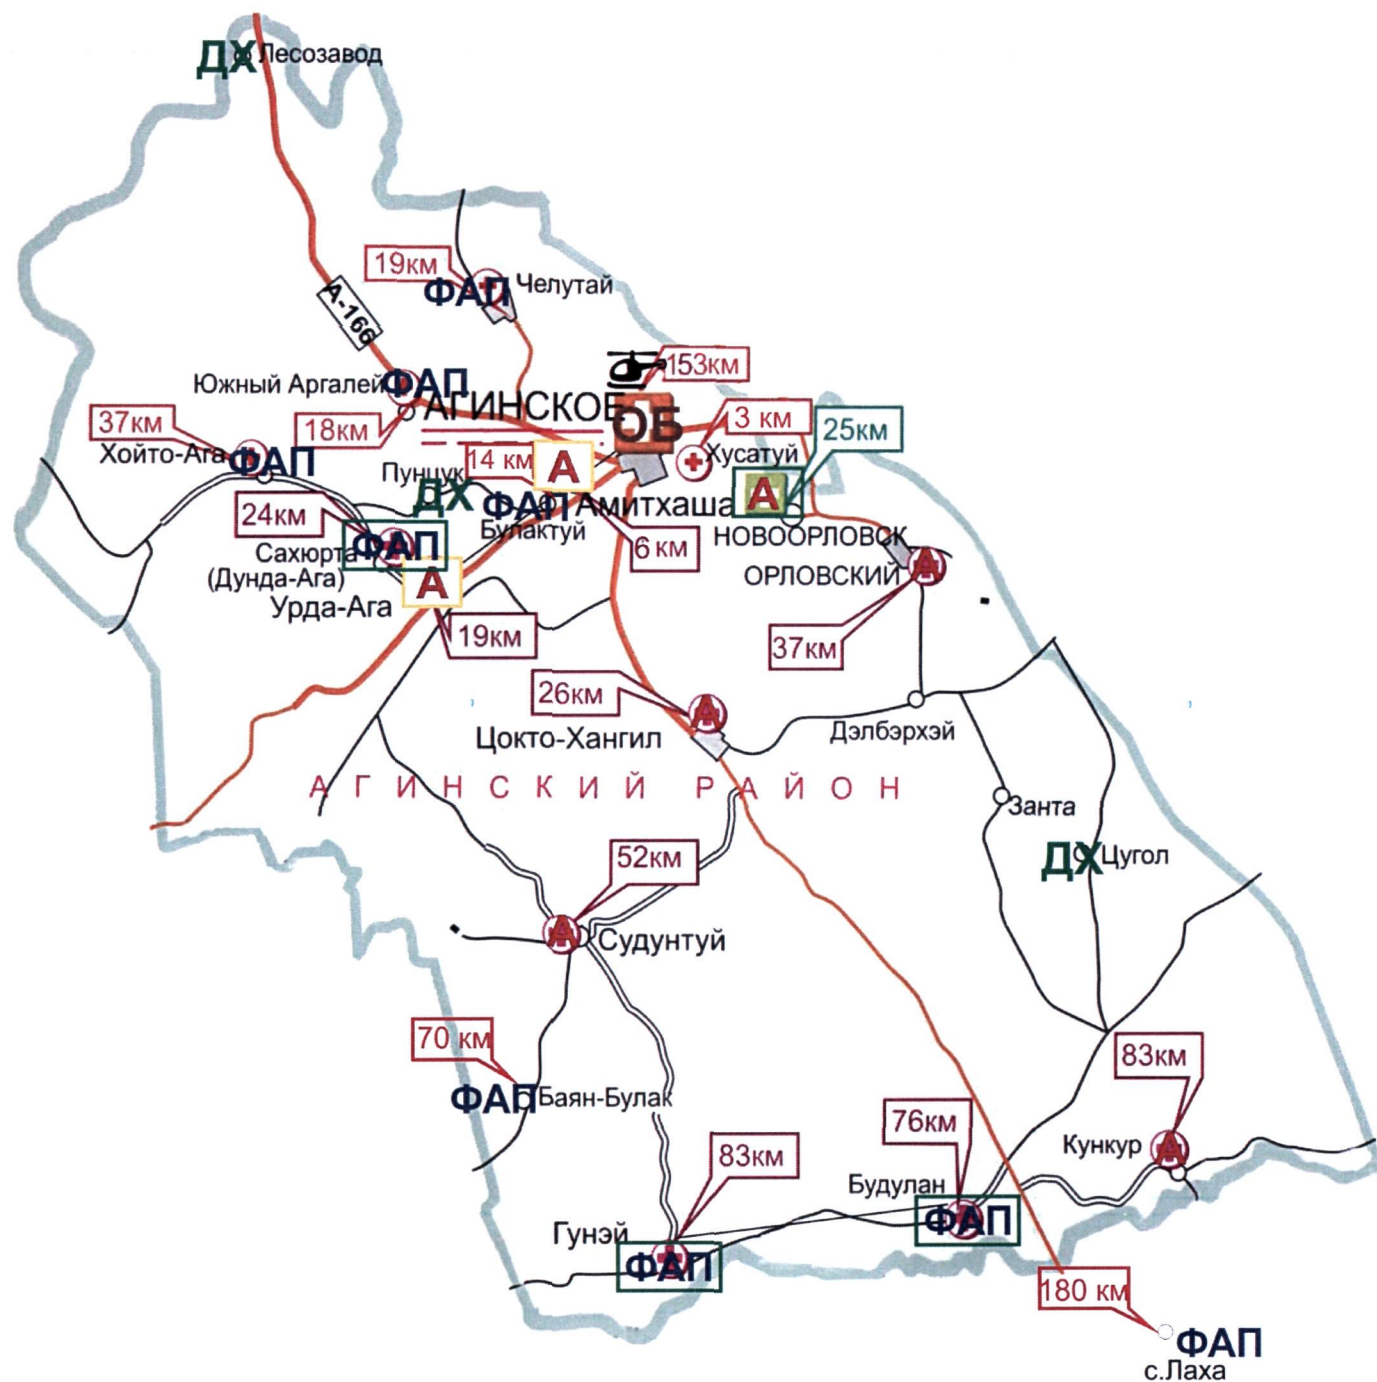 ДХ Лесозавод
19км
ФАП Челутай
А-166
153км
Южный Аргалей ФАП
АГИНСКОЕ
ОБ
37км
18км
3 км
25км
Хойто-Ага ФАП
14 км
А
Хусатуй
Пунцук
ДХ
ФАП
Амитхаша
А
24км
Булактуй
НОВООРЛОВСК
Сахюрта
ФАП
6 км
(Дунда-Ага)
А
ОРЛОВСКИЙ
А
Урда-Ага
19км
37км
26км
А
Цокто-Хангил
Дэлбэрхэй
АГИНСКИЙ РАЙОН
Занта
52км
ДХ Цугол
А
Судунтуй
70 км
83км
ФАП Баян-Булак
76км
83км
Кункур
А
Будулан
ФАП
Гунэй
ФАП
180 км
ФАП
с.Лаха